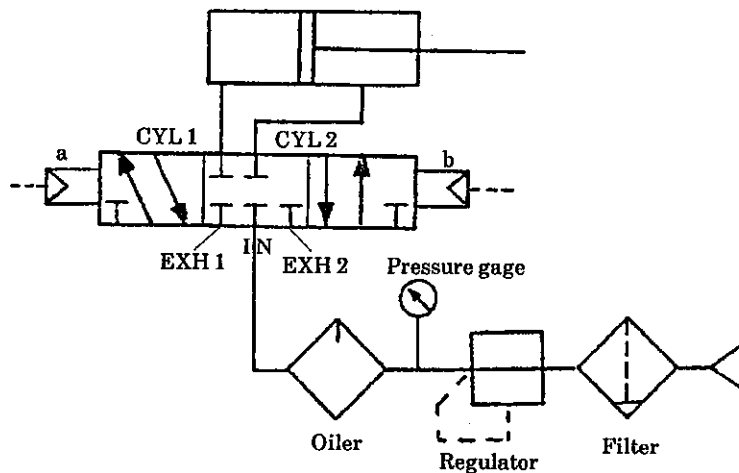 CYL 1
CYL 2
a
b
EXH 1
IN
EXH 2
Pressure gage
Oiler
Regulator
Filter